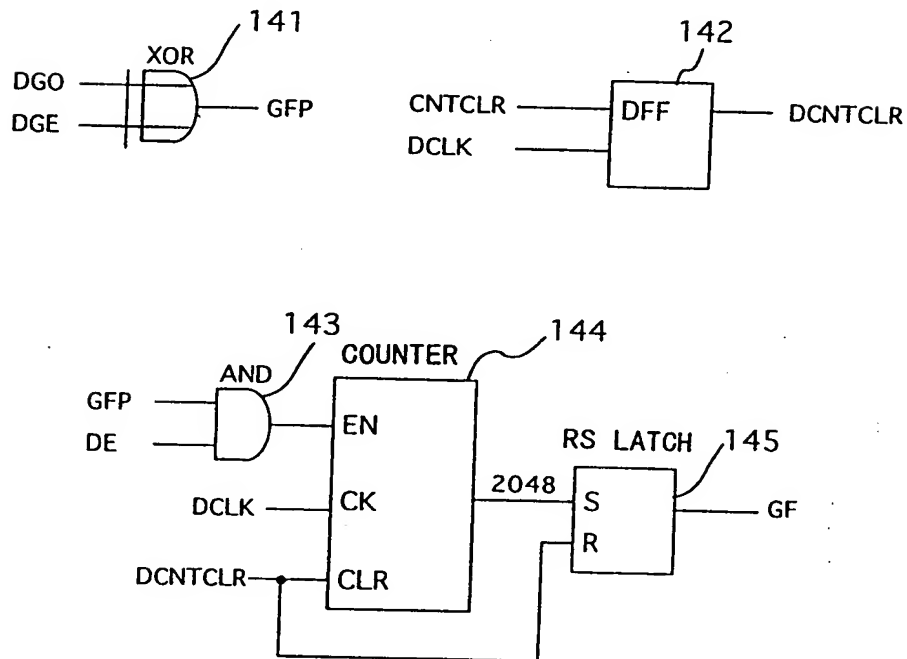 141
142
XOR
DGO
DGE
GFP
CNTCLR
DFF
DCNTCLR
DCLK
143
144
COUNTER
AND
GFP
DE
EN
RS LATCH
145
2048
DCLK
CK
S
GF
R
DCNTCLR
CLR